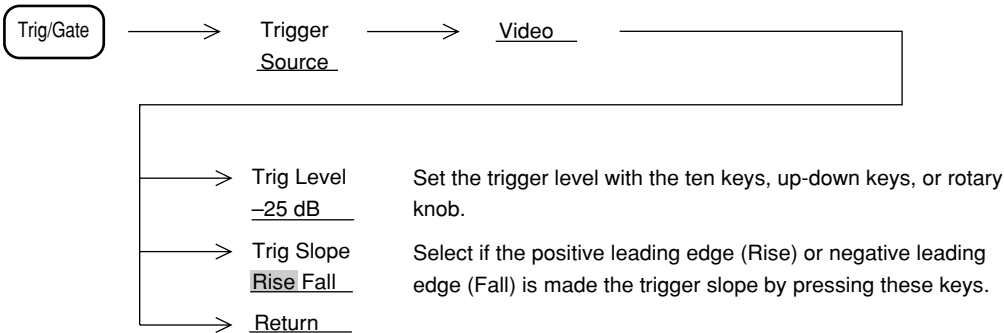 Trig/Gate
Trigger
Source
Video
Trig Level
–25 dB
Set the trigger level with the ten keys, up-down keys, or rotary
knob.
Trig Slope
Rise Fall
Select if the positive leading edge (Rise) or negative leading
edge (Fall) is made the trigger slope by pressing these keys.
Return